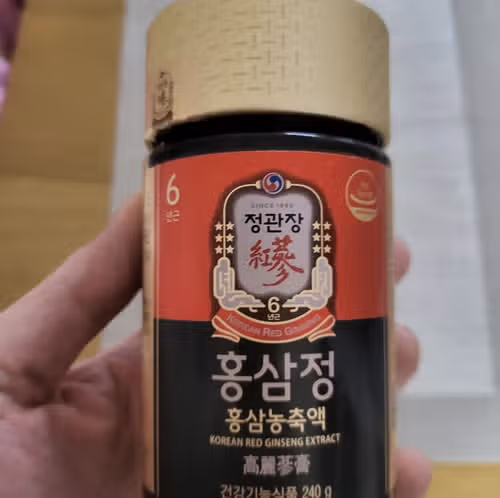 6
년근
SINCE 1899
정관장
紅蔘
6
년근
KOREAN RED GINSENG
홍삼정
홍삼농축액
KOREAN RED GINSENG EXTRACT
高麗蔘膏
건강기능식품 240 g